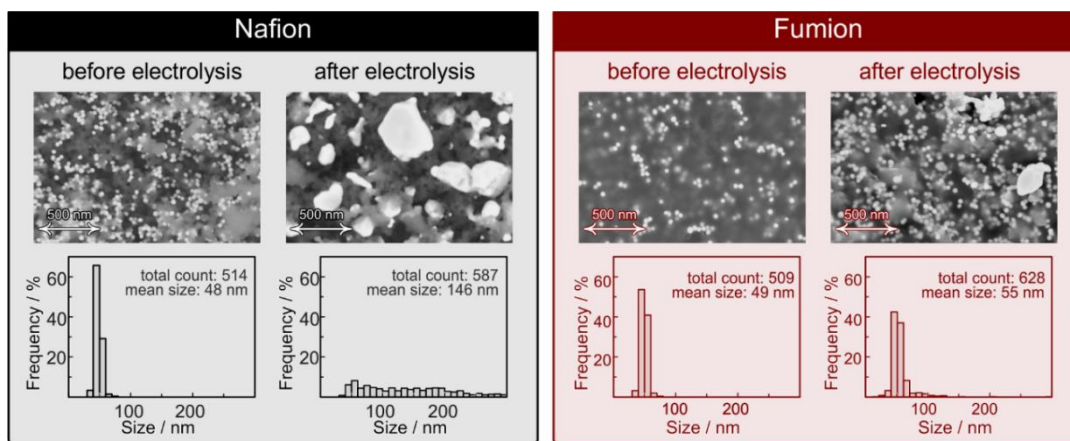 Nafion
before electrolysis
after electrolysis
500 nm
500 nm
total count: 514
mean size: 48 nm
total count: 587
mean size: 146 nm
Frequency / %
60
40
20
100
200
Size / nm
Frequency / %
60
40
20
100
200
Size / nm
Fumion
before electrolysis
after electrolysis
500 nm
500 nm
total count: 509
mean size: 49 nm
total count: 628
mean size: 55 nm
Frequency / %
60
40
20
100
200
Size / nm
Frequency / %
60
40
20
100
200
Size / nm